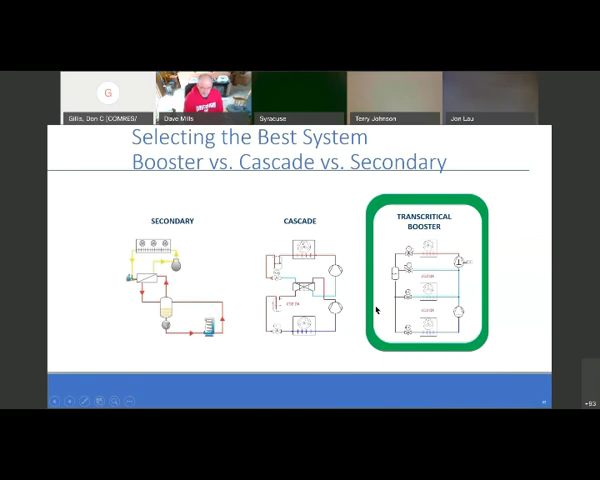 G
Gillis, Don C [COMRES/
Dave Mills
Syracuse
Terry Johnson
Jon Lau
Selecting the Best System
Booster vs. Cascade vs. Secondary
SECONDARY
CASCADE
TRANSCRITICAL
BOOSTER
+93